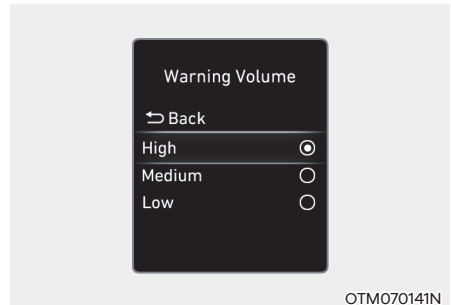 Warning Volume
Back
High
Medium
Low
OTM070141N